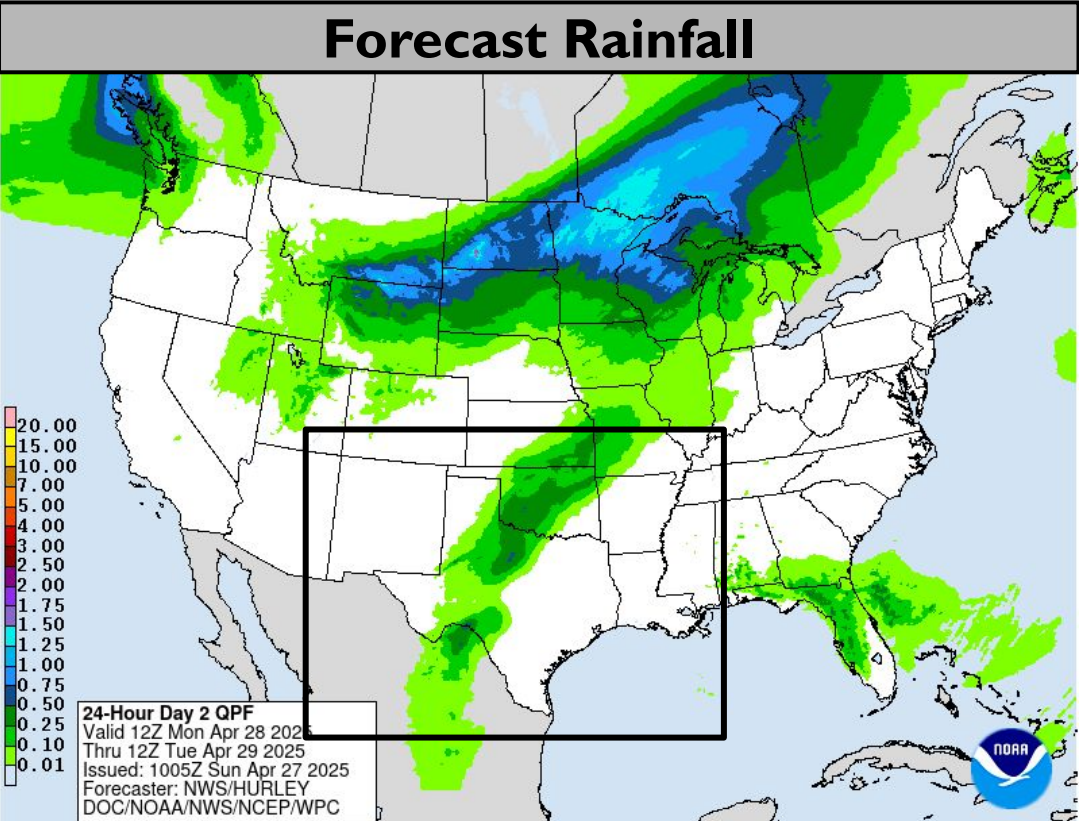 Forecast Rainfall
20.00
15.00
10.00
7.00
5.00
4.00
3.00
2.50
2.00
1.75
1.50
1.25
1.00
0.75
0.50
0.25
0.10
0.01
24-Hour Day 2 QPF
Valid 12Z Mon Apr 28 2025
Thru 12Z Tue Apr 29 2025
Issued: 1005Z Sun Apr 27 2025
Forecaster: NWS/HURLEY
DOC/NOAA/NWS/NCEP/WPC
NOAA